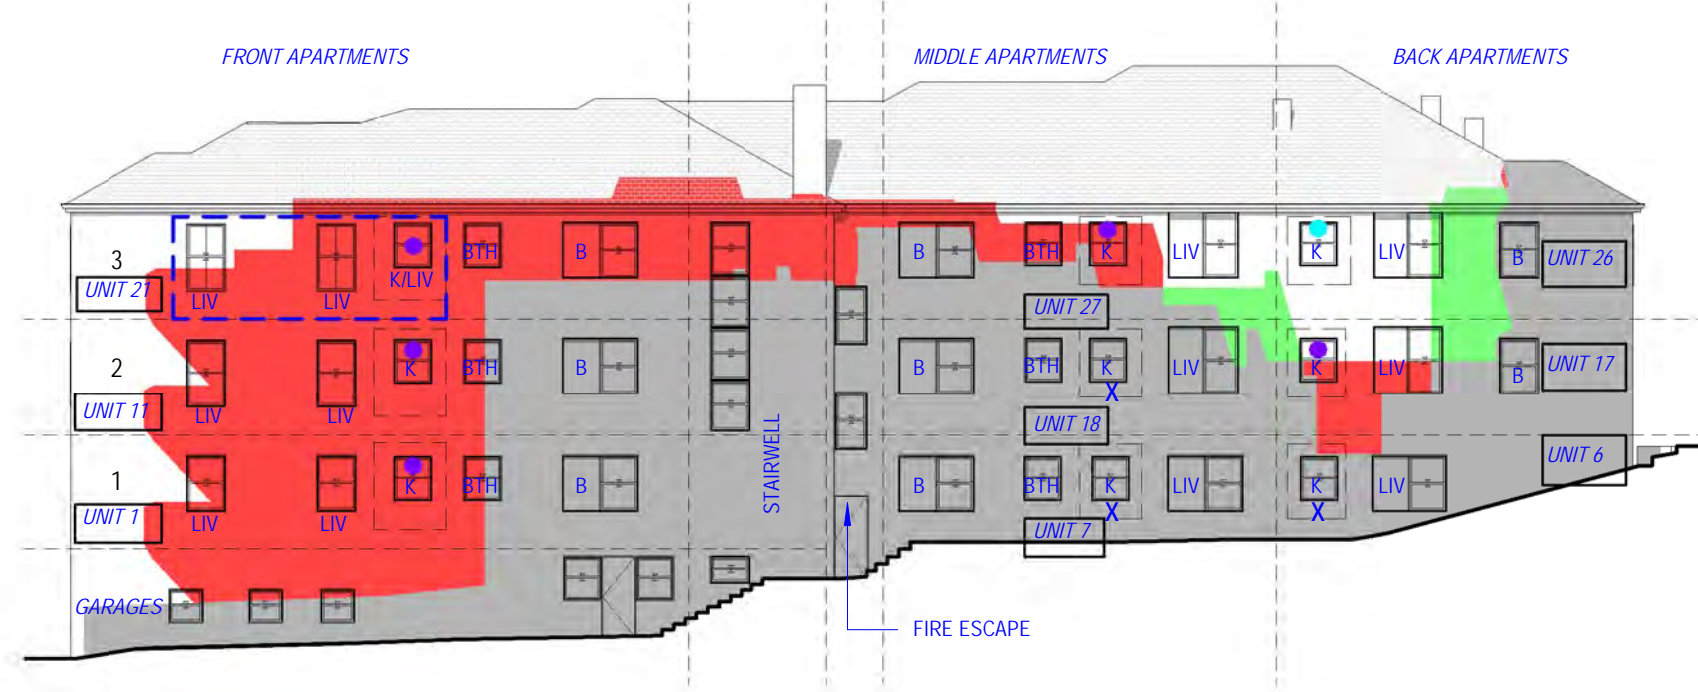 FRONT APARTMENTS
MIDDLE APARTMENTS
BACK APARTMENTS
3
UNIT 21
LIV
LIV
K/LIV
BTH
B
B
BTH
K
LIV
K
LIV
B
UNIT 26
UNIT 27
2
UNIT 11
LIV
LIV
K
BTH
B
B
BTH
K
X
LIV
K
LIV
B
UNIT 17
UNIT 18
1
UNIT 1
LIV
LIV
K
BTH
B
STAIRWELL
B
BTH
K
X
LIV
K
X
LIV
UNIT 6
UNIT 7
GARAGES
FIRE ESCAPE